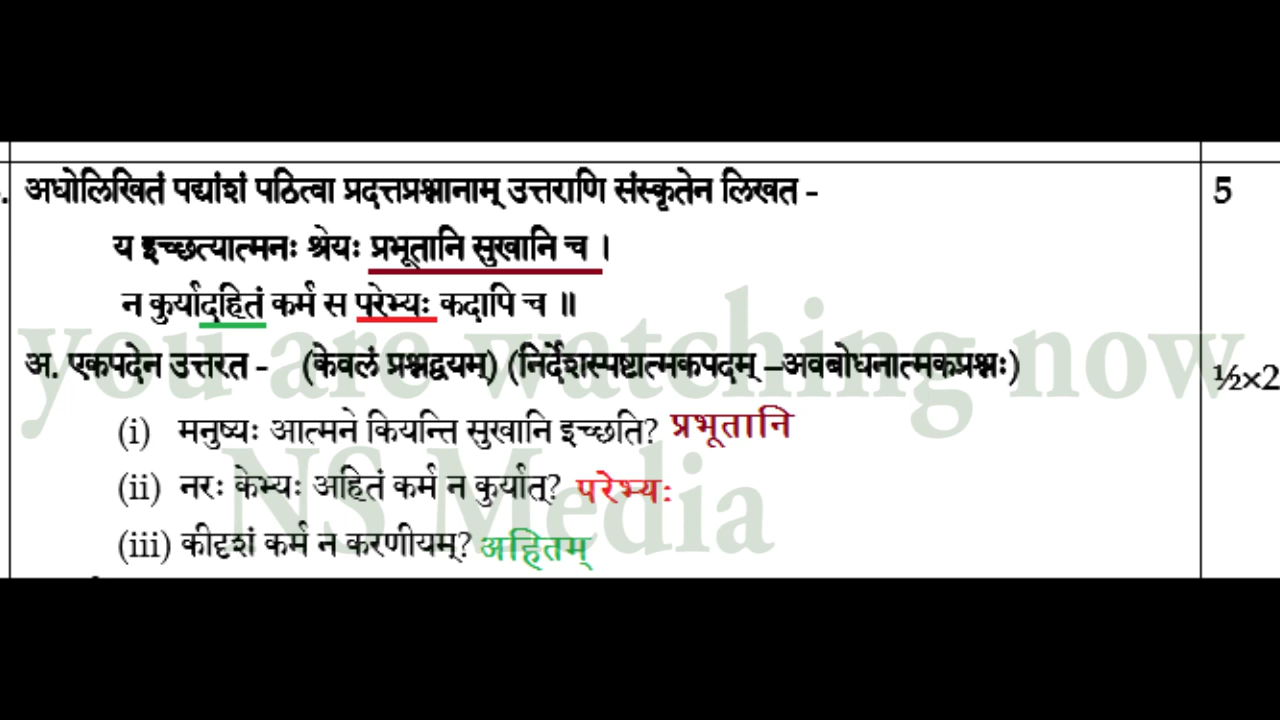 . अधोलिखितं पद्यांशं पठित्वा प्रदत्तप्रश्नानाम् उत्तराणि संस्कृतेन लिखत - 5
य इच्छत्यात्मनः श्रेयः प्रभूतानि सुखानि च ।
न कुर्यादहितं कर्म स परेभ्यः कदापि च ॥
अ. एकपदेन उत्तरत - (केवलं प्रश्नद्वयम्) (निर्देशस्पष्टात्मकपदम् –अवबोधनात्मकप्रश्नः) ½×2
(i) मनुष्यः आत्मने कियन्ति सुखानि इच्छति? प्रभूतानि
(ii) नरः केभ्यः अहितं कर्म न कुर्यात्? परेभ्यः
(iii) कीदृशं कर्म न करणीयम्? अहितम्
you are watching now
NS Media